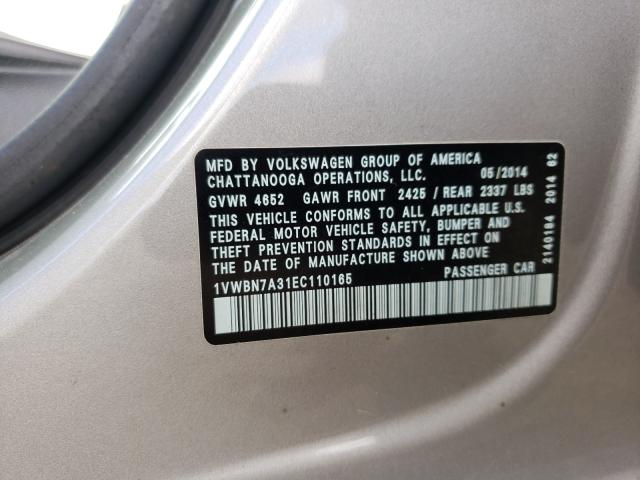 MFD BY VOLKSWAGEN GROUP OF AMERICA
CHATTANOOGA OPERATIONS, LLC. 05/2014
GVWR 4652 GAWR FRONT 2425 / REAR 2337 LBS
THIS VEHICLE CONFORMS TO ALL APPLICABLE U.S.
FEDERAL MOTOR VEHICLE SAFETY, BUMPER AND
THEFT PREVENTION STANDARDS IN EFFECT ON
THE DATE OF MANUFACTURE SHOWN ABOVE
1VWBN7A31EC110165 PASSENGER CAR
2140194 2014 62